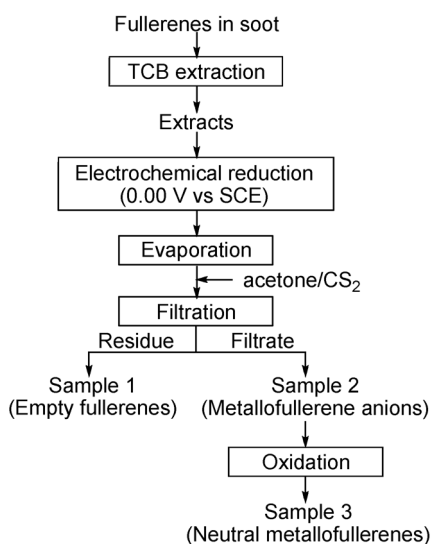 Fullerenes in soot
TCB extraction
Extracts
Electrochemical reduction
(0.00 V vs SCE)
Evaporation
acetone/CS₂
Filtration
Residue
Filtrate
Sample 1
(Empty fullerenes)
Sample 2
(Metallofullerene anions)
Oxidation
Sample 3
(Neutral metallofullerenes)